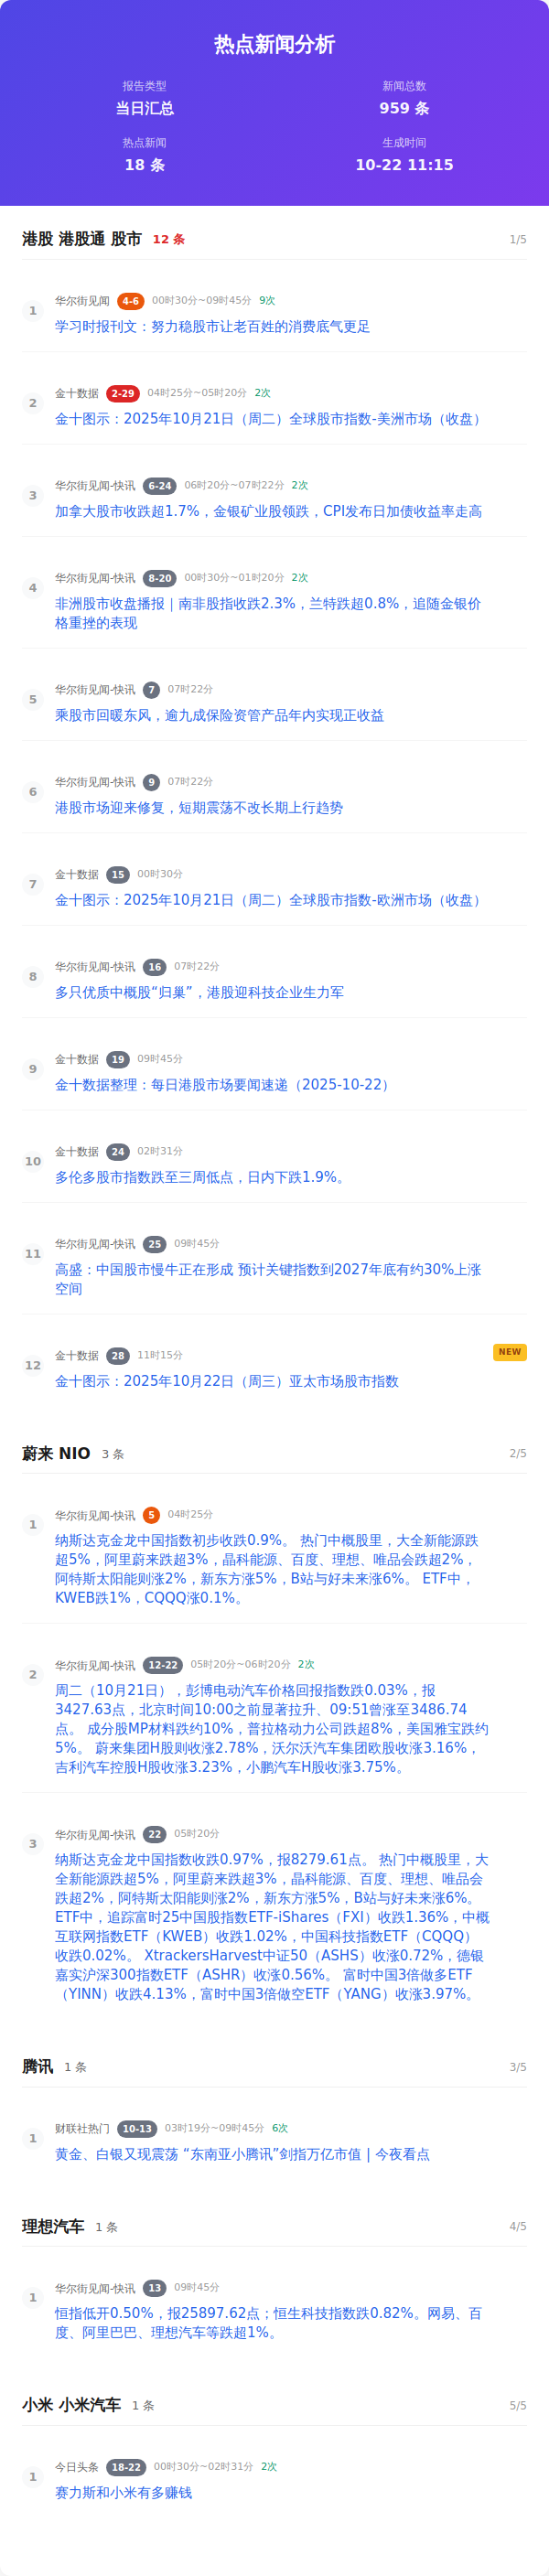 热点新闻分析
报告类型
新闻总数
当日汇总
959 条
热点新闻
生成时间
18 条
10-22 11:15
港股 港股通 股市 12 条 1/5
1
华尔街见闻 4-6 00时30分~09时45分 9次
学习时报刊文：努力稳股市让老百姓的消费底气更足
2
金十数据 2-29 04时25分~05时20分 2次
金十图示：2025年10月21日（周二）全球股市指数-美洲市场（收盘）
3
华尔街见闻-快讯 6-24 06时20分~07时22分 2次
加拿大股市收跌超1.7%，金银矿业股领跌，CPI发布日加债收益率走高
4
华尔街见闻-快讯 8-20 00时30分~01时20分 2次
非洲股市收盘播报｜南非股指收跌2.3%，兰特跌超0.8%，追随金银价
格重挫的表现
5
华尔街见闻-快讯 7 07时22分
乘股市回暖东风，逾九成保险资管产品年内实现正收益
6
华尔街见闻-快讯 9 07时22分
港股市场迎来修复，短期震荡不改长期上行趋势
7
金十数据 15 00时30分
金十图示：2025年10月21日（周二）全球股市指数-欧洲市场（收盘）
8
华尔街见闻-快讯 16 07时22分
多只优质中概股“归巢”，港股迎科技企业生力军
9
金十数据 19 09时45分
金十数据整理：每日港股市场要闻速递（2025-10-22）
10
金十数据 24 02时31分
多伦多股市指数跌至三周低点，日内下跌1.9%。
11
华尔街见闻-快讯 25 09时45分
高盛：中国股市慢牛正在形成 预计关键指数到2027年底有约30%上涨
空间
12
金十数据 28 11时15分 NEW
金十图示：2025年10月22日（周三）亚太市场股市指数
蔚来 NIO 3 条 2/5
1
华尔街见闻-快讯 5 04时25分
纳斯达克金龙中国指数初步收跌0.9%。 热门中概股里，大全新能源跌
超5%，阿里蔚来跌超3%，晶科能源、百度、理想、唯品会跌超2%，
阿特斯太阳能则涨2%，新东方涨5%，B站与好未来涨6%。 ETF中，
KWEB跌1%，CQQQ涨0.1%。
2
华尔街见闻-快讯 12-22 05时20分~06时20分 2次
周二（10月21日），彭博电动汽车价格回报指数跌0.03%，报
3427.63点，北京时间10:00之前显著拉升、09:51曾涨至3486.74
点。 成分股MP材料跌约10%，普拉格动力公司跌超8%，美国雅宝跌约
5%。 蔚来集团H股则收涨2.78%，沃尔沃汽车集团欧股收涨3.16%，
吉利汽车控股H股收涨3.23%，小鹏汽车H股收涨3.75%。
3
华尔街见闻-快讯 22 05时20分
纳斯达克金龙中国指数收跌0.97%，报8279.61点。 热门中概股里，大
全新能源跌超5%，阿里蔚来跌超3%，晶科能源、百度、理想、唯品会
跌超2%，阿特斯太阳能则涨2%，新东方涨5%，B站与好未来涨6%。
ETF中，追踪富时25中国股指数ETF-iShares（FXI）收跌1.36%，中概
互联网指数ETF（KWEB）收跌1.02%，中国科技指数ETF（CQQQ）
收跌0.02%。 XtrackersHarvest中证50（ASHS）收涨0.72%，德银
嘉实沪深300指数ETF（ASHR）收涨0.56%。 富时中国3倍做多ETF
（YINN）收跌4.13%，富时中国3倍做空ETF（YANG）收涨3.97%。
腾讯 1 条 3/5
1
财联社热门 10-13 03时19分~09时45分 6次
黄金、白银又现震荡 “东南亚小腾讯”剑指万亿市值 | 今夜看点
理想汽车 1 条 4/5
1
华尔街见闻-快讯 13 09时45分
恒指低开0.50%，报25897.62点；恒生科技指数跌0.82%。网易、百
度、阿里巴巴、理想汽车等跌超1%。
小米 小米汽车 1 条 5/5
1
今日头条 18-22 00时30分~02时31分 2次
赛力斯和小米有多赚钱